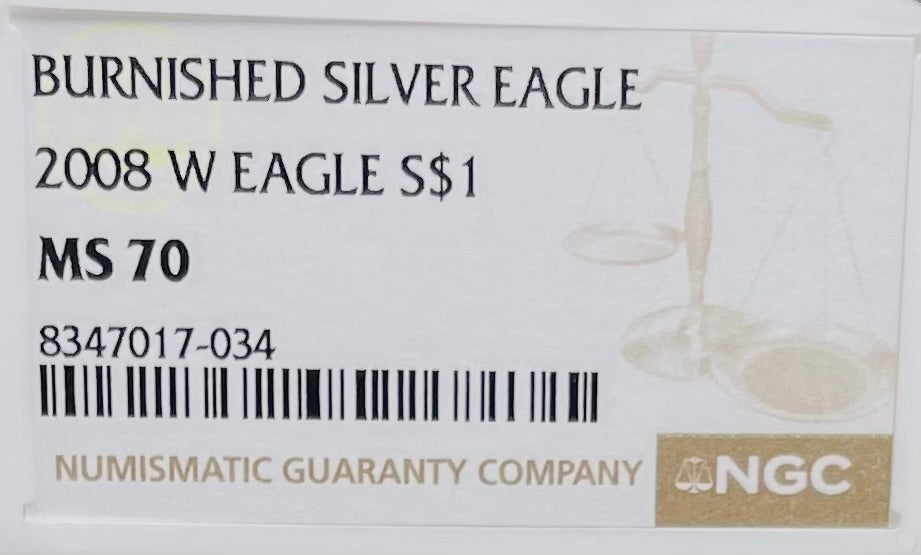 BURNISHED SILVER EAGLE
2008 W EAGLE S$1
MS 70
8347017-034
NUMISMATIC GUARANTY COMPANY
NGC